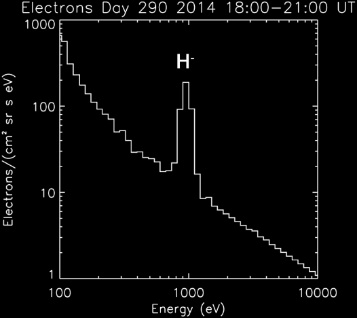 Electrons Day 290 2014 18:00-21:00 UT
H-
1000
100
10
1
Electrons/(cm² sr s eV)
100 1000 10000
Energy (eV)